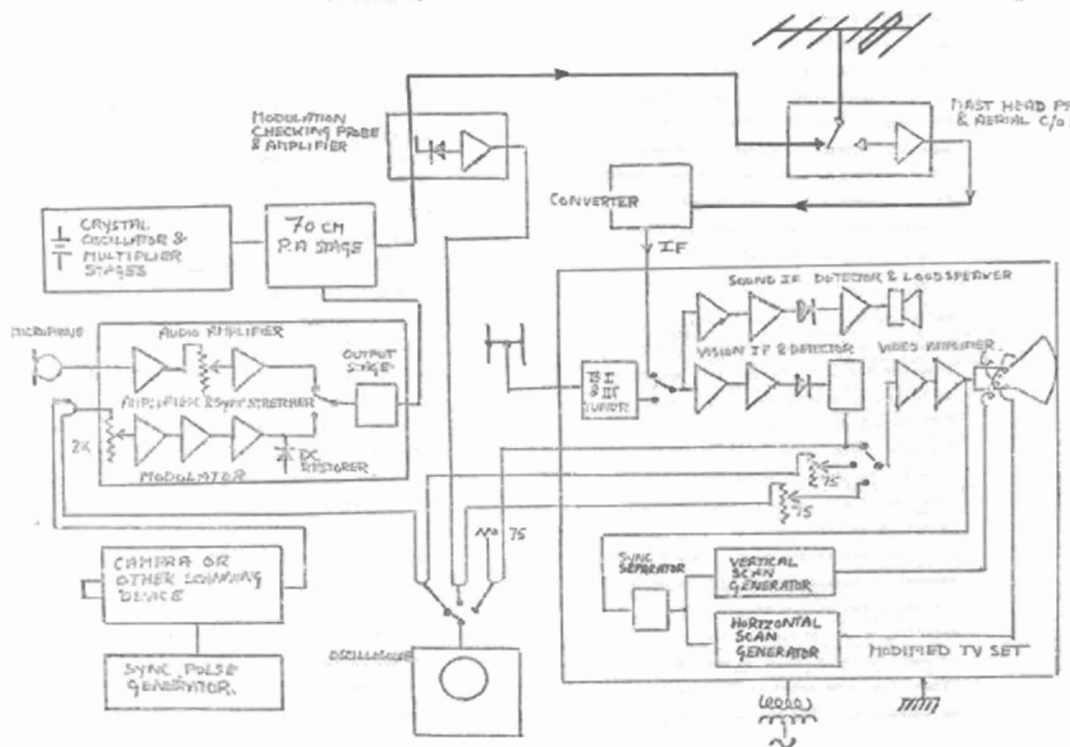 MODULATION
CHECKING PROBE
& AMPLIFIER
MAST HEAD
& AERIAL C/O
CONVERTER
IF
CRYSTAL
OSCILLATOR &
MULTIPLIER
STAGES
70 CM
P.A STAGE
MICROPHONE
AUDIO AMPLIFIER
OUTPUT
STAGE
AMPLIFIER & SYNC STRETCHER
2K
DC
RESTORER
MODULATOR
SOUND IF DETECTOR & LOUDSPEAKER
VISION IF & DETECTOR
VIDEO AMPLIFIER.
TUNER
75
75
75
CAMARA OR
OTHER SCANNING
DEVICE
SYNC PULSE
GENERATOR.
OSCILLOSCOPE
SYNC
SEPARATOR
VERTICAL
SCAN
GENERATOR
HORIZONTAL
SCAN
GENERATOR
MODIFIED TV SET